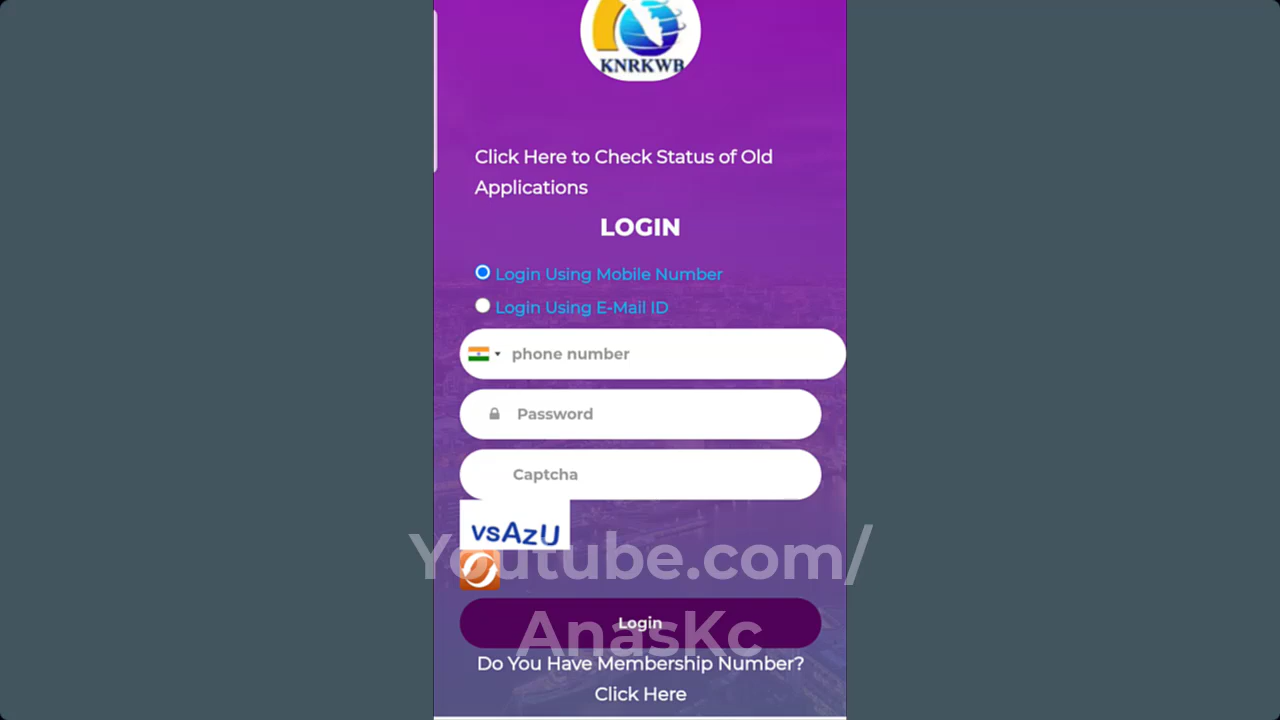 KNRKWB
Click Here to Check Status of Old
Applications
LOGIN
Login Using Mobile Number
Login Using E-Mail ID
phone number
Password
Captcha
vsAzU
Youtube.com/
AnasKc
Login
Do You Have Membership Number?
Click Here